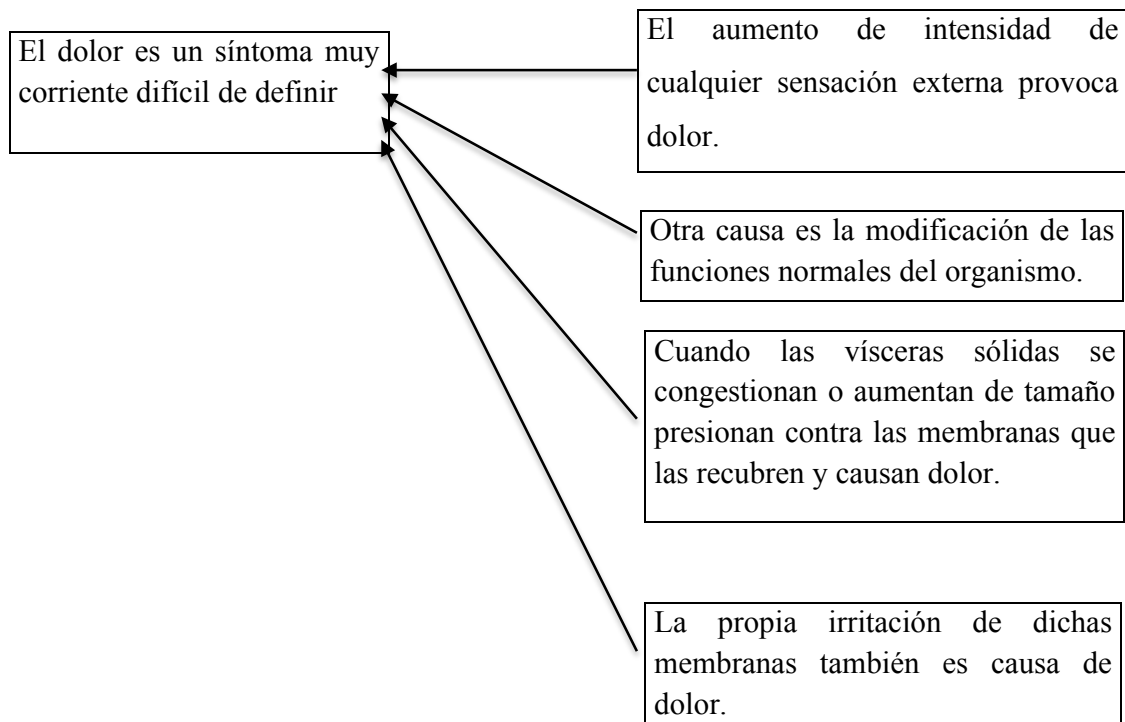 El dolor es un síntoma muy
corriente difícil de definir
El aumento de intensidad de
cualquier sensación externa provoca
dolor.
Otra causa es la modificación de las
funciones normales del organismo.
Cuando las vísceras sólidas se
congestionan o aumentan de tamaño
presionan contra las membranas que
las recubren y causan dolor.
La propia irritación de dichas
membranas también es causa de
dolor.